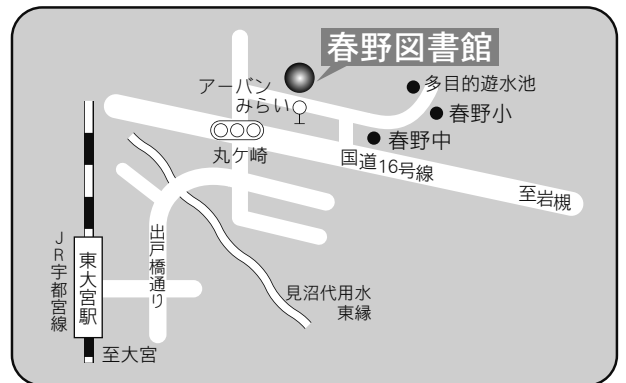 春野図書館
アーバン
みらい
多目的遊水池
春野小
春野中
丸ケ崎
国道16号線
至岩槻
出戸橋通り
JR宇都宮線
東大宮駅
見沼代用水
東縁
至大宮